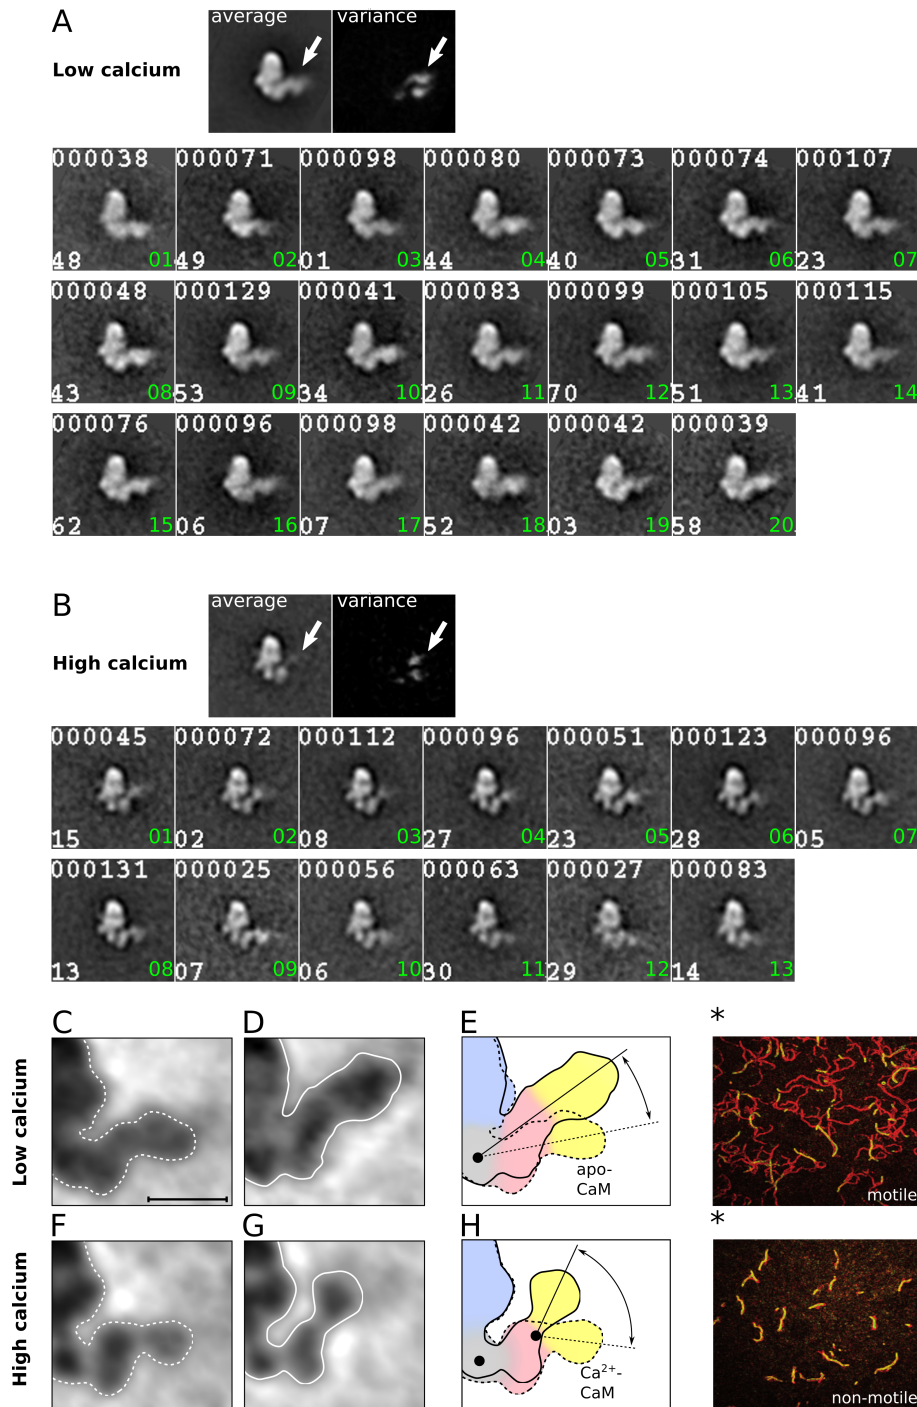 A
average variance
Low calcium
000038 000071 000098 000080 000073 000074 000107
48 01 49 02 01 03 44 04 40 05 31 06 23 07
000048 000129 000041 000083 000099 000105 000115
43 08 53 09 34 10 26 11 70 12 51 13 41 14
000076 000096 000098 000042 000042 000039
62 15 06 16 07 17 52 18 03 19 58 20
B
average variance
High calcium
000045 000072 000112 000096 000051 000123 000096
15 01 02 02 08 03 27 04 23 05 28 06 05 07
000131 000025 000056 000063 000027 000083
13 08 07 09 06 10 30 11 29 12 14 13
C D E *
Low calcium
apo-
CaM
motile
F G H *
High calcium
Ca²⁺-
CaM
non-motile